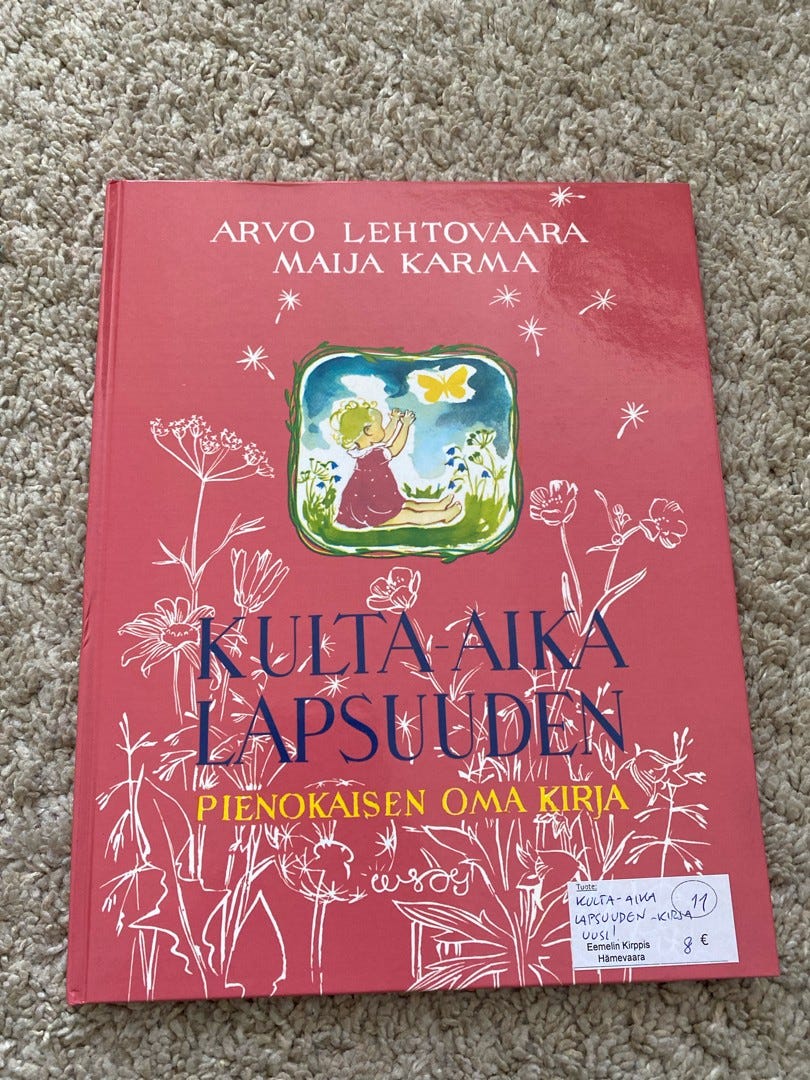 ARVO LEHTOVAARA
MAIJA KARMA
KULTA-AIKA
LAPSUUDEN
PIENOKAISEN OMA KIRJA
wsoy
Tuote:
KULTA-AIKA
LAPSUUDEN -KIRJA
UUSI!
11
Eemelin Kirppis
Hämevaara
8 €